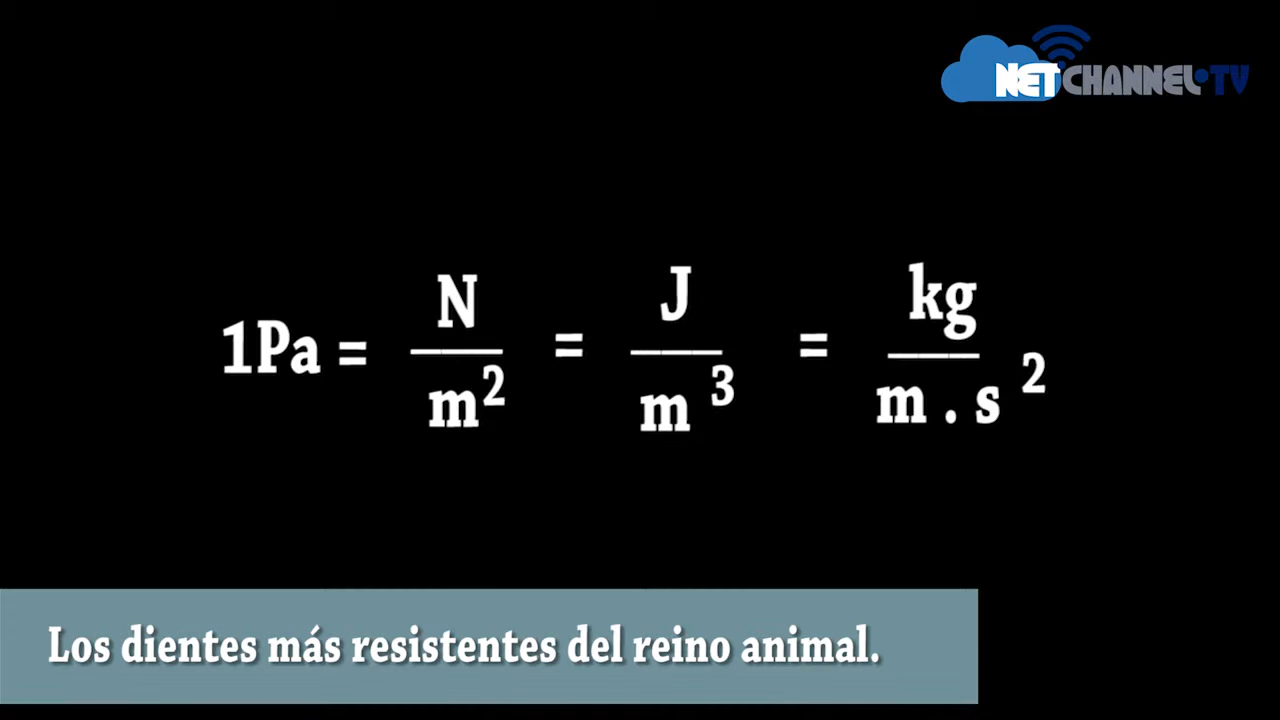 NETCHANNEL·TV
1Pa = N/m² = J/m³ = kg/m . s²
Los dientes más resistentes del reino animal.